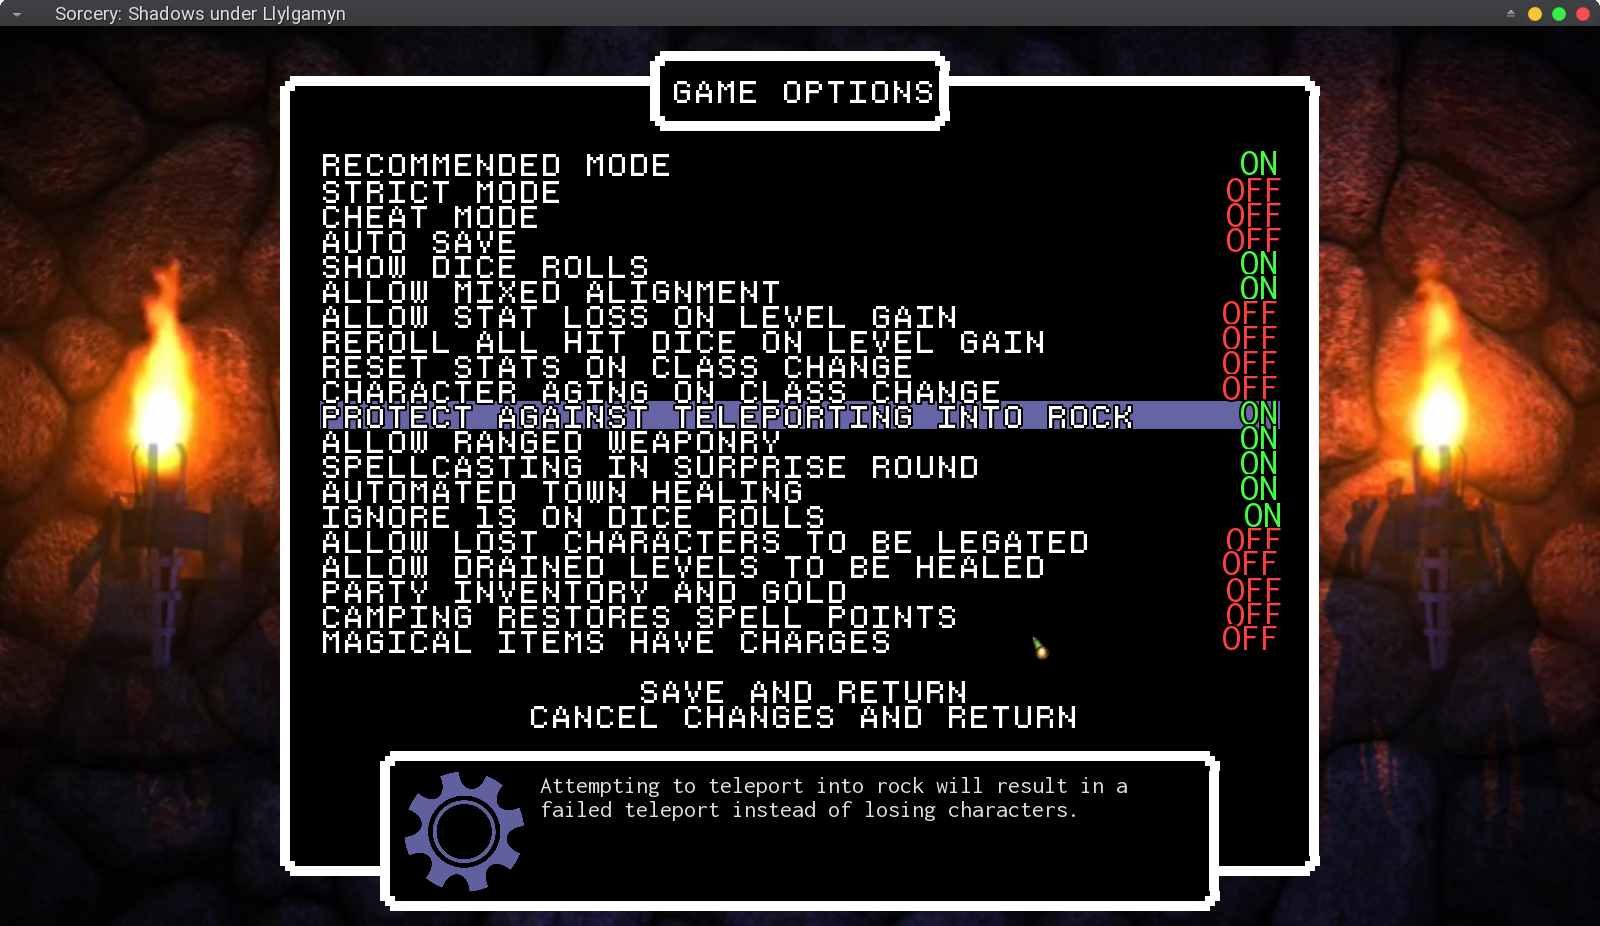 Sorcery: Shadows under Llylgamyn
GAME OPTIONS
RECOMMENDED MODE ON
STRICT MODE OFF
CHEAT MODE OFF
AUTO SAVE OFF
SHOW DICE ROLLS ON
ALLOW MIXED ALIGNMENT ON
ALLOW STAT LOSS ON LEVEL GAIN OFF
REROLL ALL HIT DICE ON LEVEL GAIN OFF
RESET STATS ON CLASS CHANGE OFF
CHARACTER AGING ON CLASS CHANGE OFF
PROTECT AGAINST TELEPORTING INTO ROCK ON
ALLOW RANGED WEAPONRY ON
SPELLCASTING IN SURPRISE ROUND ON
AUTOMATED TOWN HEALING ON
IGNORE 1S ON DICE ROLLS ON
ALLOW LOST CHARACTERS TO BE LEGATED OFF
ALLOW DRAINED LEVELS TO BE HEALED OFF
PARTY INVENTORY AND GOLD OFF
CAMPING RESTORES SPELL POINTS OFF
MAGICAL ITEMS HAVE CHARGES OFF
SAVE AND RETURN
CANCEL CHANGES AND RETURN
Attempting to teleport into rock will result in a
failed teleport instead of losing characters.